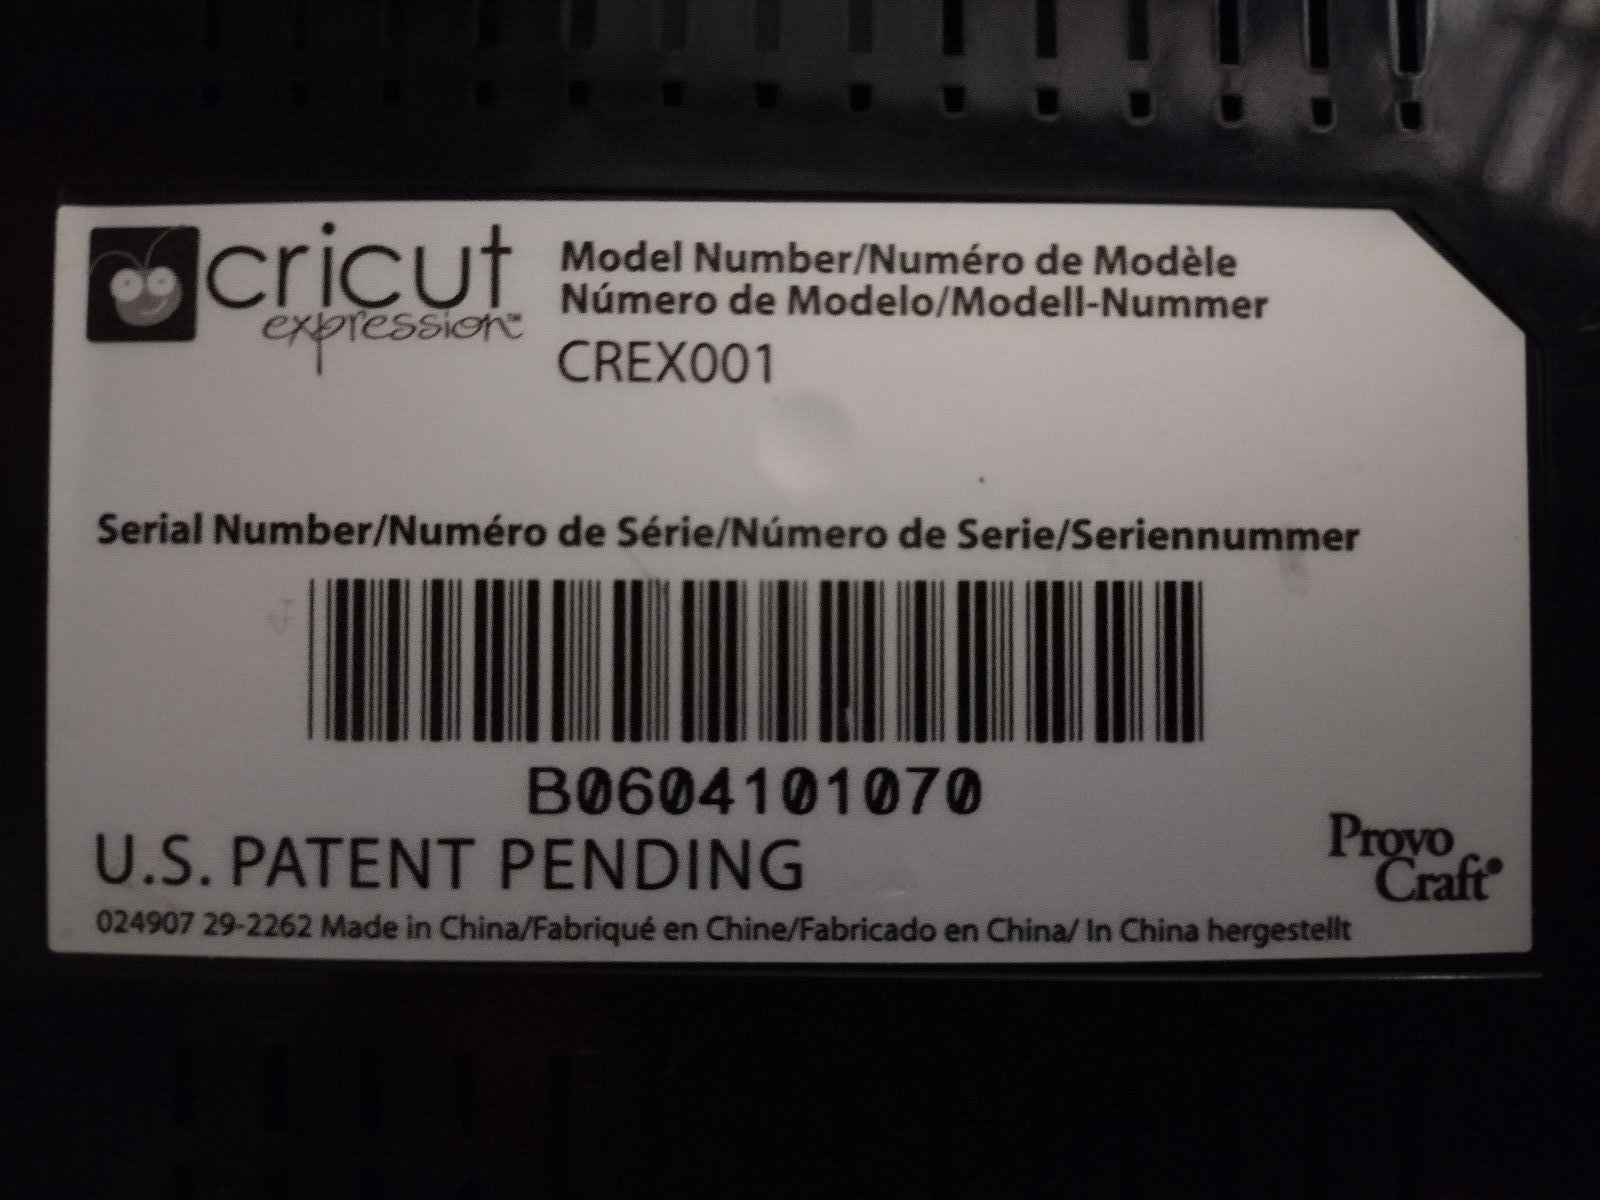 cricut
expression™
Model Number/Numéro de Modèle
Número de Modelo/Modell-Nummer
CREX001
Serial Number/Numéro de Série/Número de Serie/Seriennummer
B0604101070
U.S. PATENT PENDING
Provo
Craft®
024907 29-2262 Made in China/Fabriqué en Chine/Fabricado en China/ In China hergestellt